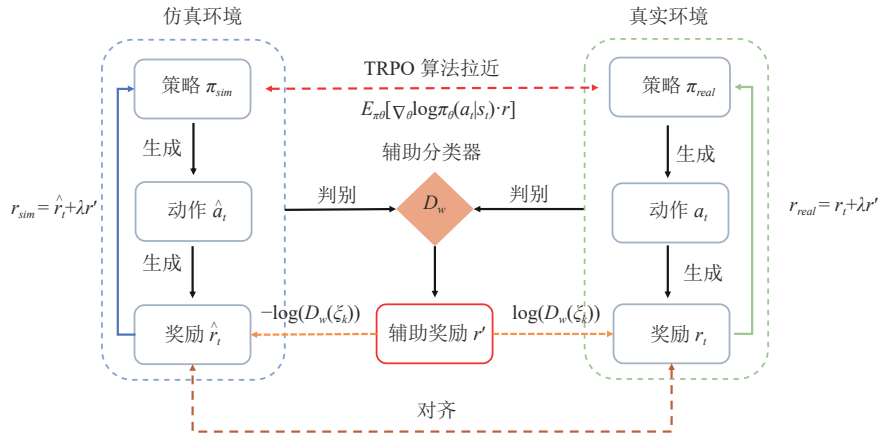 仿真环境
真实环境
策略 π_sim
TRPO 算法拉近
策略 π_real
E_πθ[∇_θ logπ_θ(a_t|s_t)·r]
生成
辅助分类器
生成
r_sim = r̂_t+λr′
动作 â_t
判别
D_w
判别
动作 a_t
r_real = r_t+λr′
生成
生成
−log(D_w(ξ_k))
log(D_w(ξ_k))
奖励 r̂_t
辅助奖励 r′
奖励 r_t
对齐